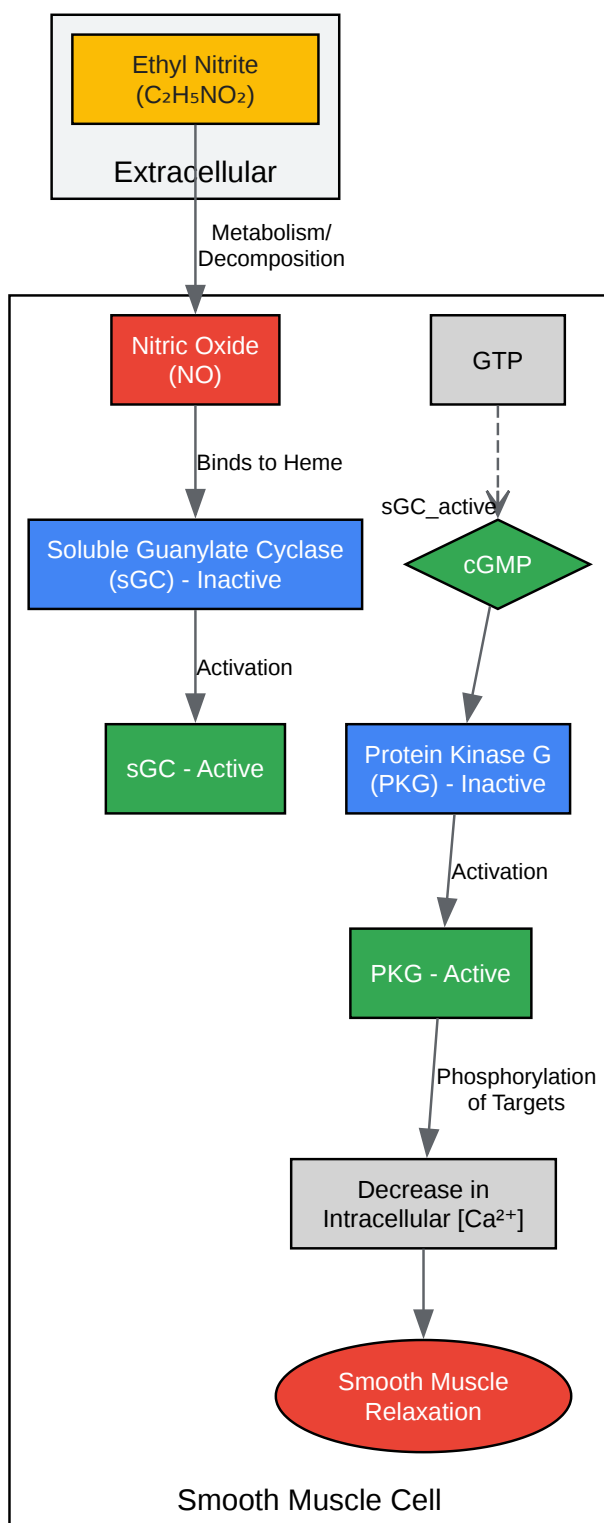 Ethyl Nitrite
(C₂H₅NO₂)
Extracellular
Metabolism/
Decomposition
Nitric Oxide
(NO)
GTP
Binds to Heme
sGC_active
Soluble Guanylate Cyclase
(sGC) - Inactive
cGMP
Activation
sGC - Active
Protein Kinase G
(PKG) - Inactive
Activation
PKG - Active
Phosphorylation
of Targets
Decrease in
Intracellular [Ca²⁺]
Smooth Muscle
Relaxation
Smooth Muscle Cell